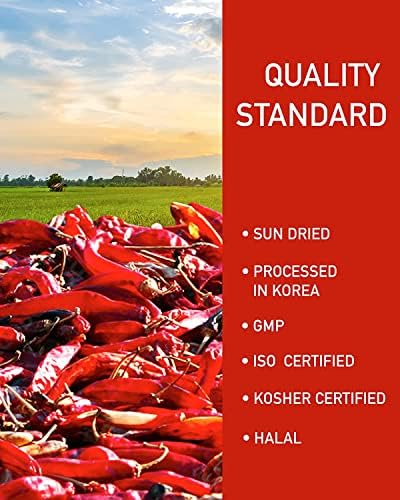 QUALITY
STANDARD
• SUN DRIED
• PROCESSED
IN KOREA
• GMP
• ISO CERTIFIED
• KOSHER CERTIFIED
• HALAL